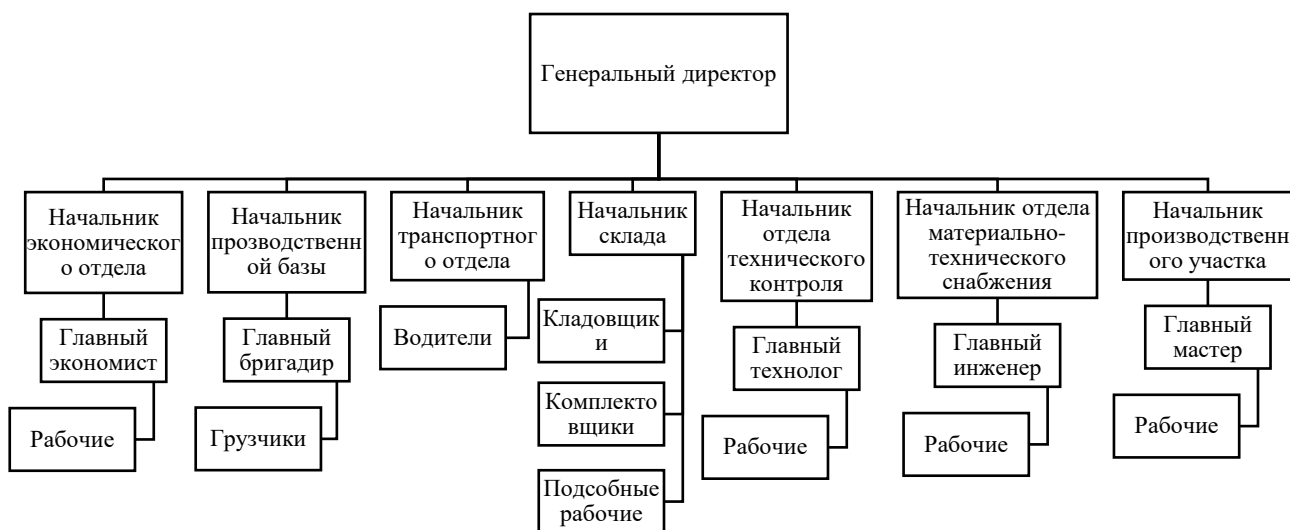 Генеральный директор
Начальник
экономическог
о отдела
Начальник
прозводственн
ой базы
Начальник
транспортног
о отдела
Начальник
склада
Начальник
отдела
технического
контроля
Начальник отдела
материально-
технического
снабжения
Начальник
производственн
ого участка
Главный
экономист
Рабочие
Главный
бригадир
Грузчики
Водители
Кладовщик
и
Комплекто
вщики
Подсобные
рабочие
Главный
технолог
Рабочие
Главный
инженер
Рабочие
Главный
мастер
Рабочие